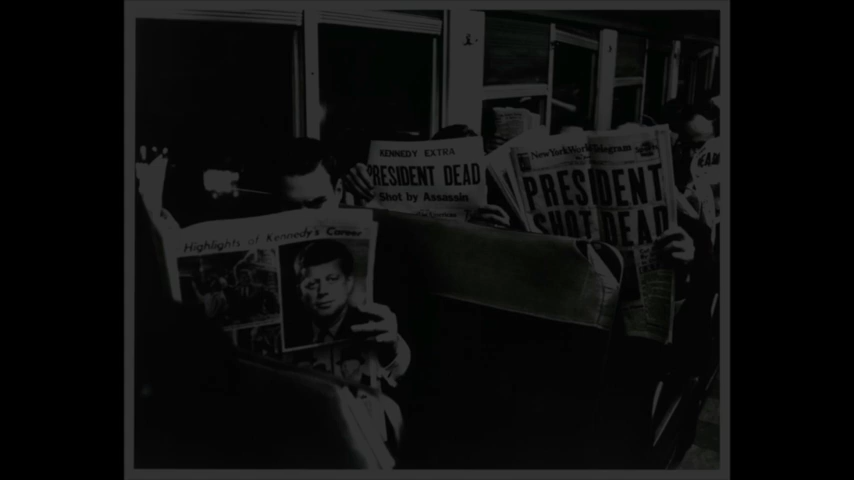 KENNEDY EXTRA
PRESIDENT DEAD
Shot by Assassin
New York World Telegram
PRESIDENT
SHOT DEAD
Highlights of Kennedy's Career